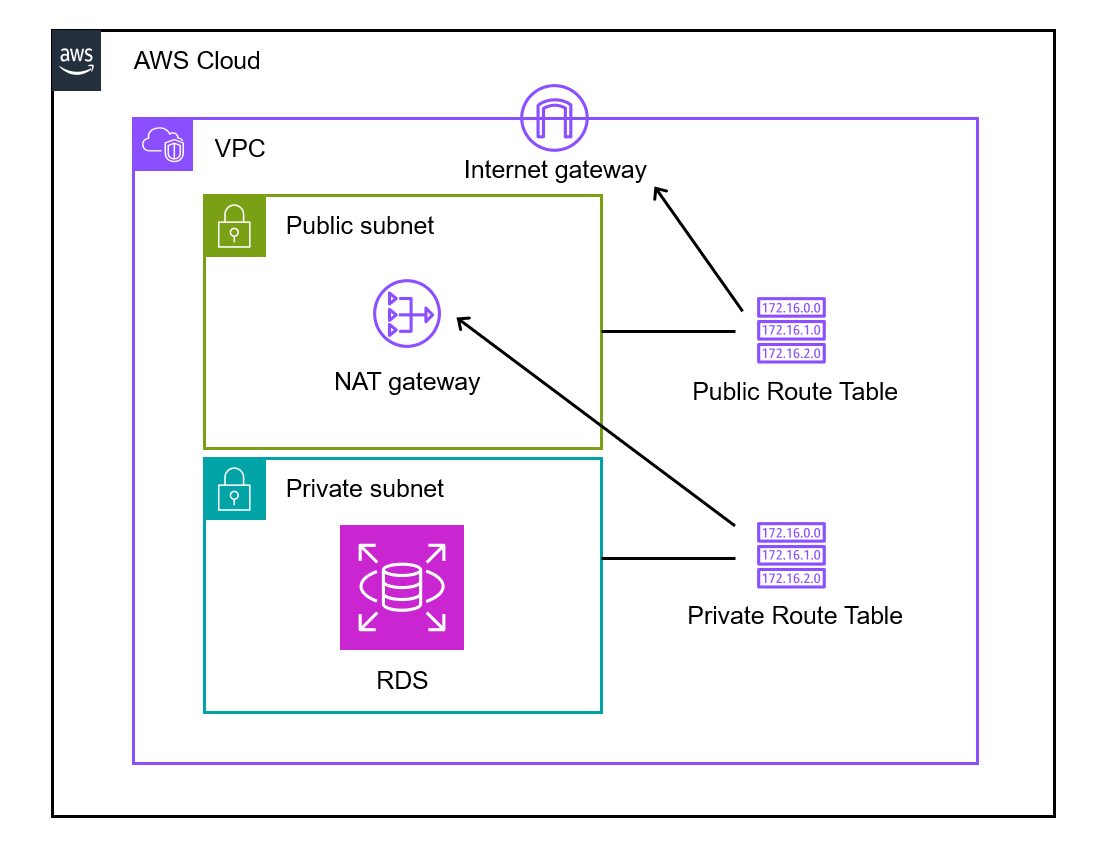 aws
AWS Cloud
VPC
Internet gateway
Public subnet
NAT gateway
172.16.0.0
172.16.1.0
172.16.2.0
Public Route Table
Private subnet
RDS
172.16.0.0
172.16.1.0
172.16.2.0
Private Route Table